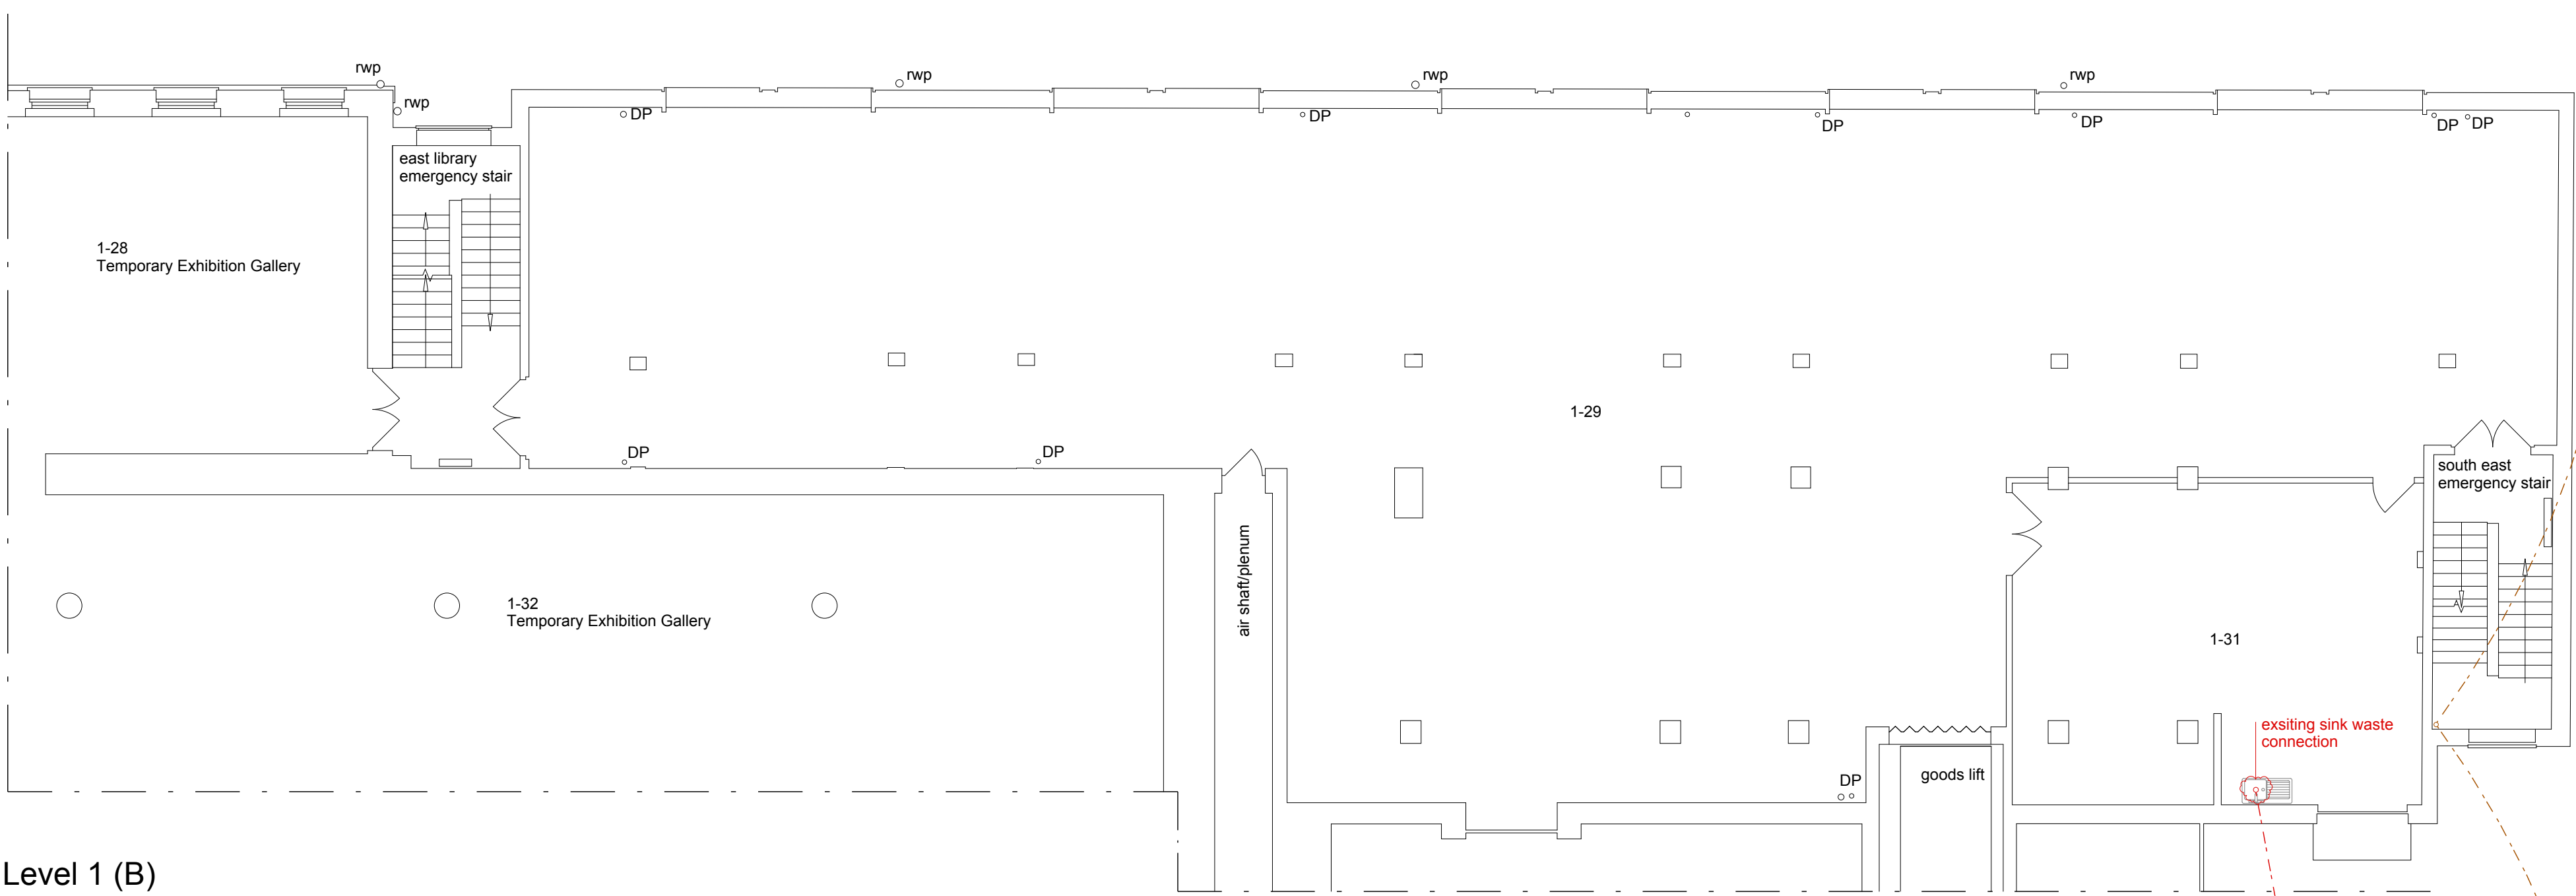 rwp
rwp
rwp
rwp
rwp
DP
DP
DP
DP
DP
DP
east library
emergency stair
1-28
Temporary Exhibition Gallery
1-29
DP
DP
south east
emergency stair
air shaft/plenum
1-32
Temporary Exhibition Gallery
1-31
exsiting sink waste
connection
goods lift
DP
Level 1 (B)